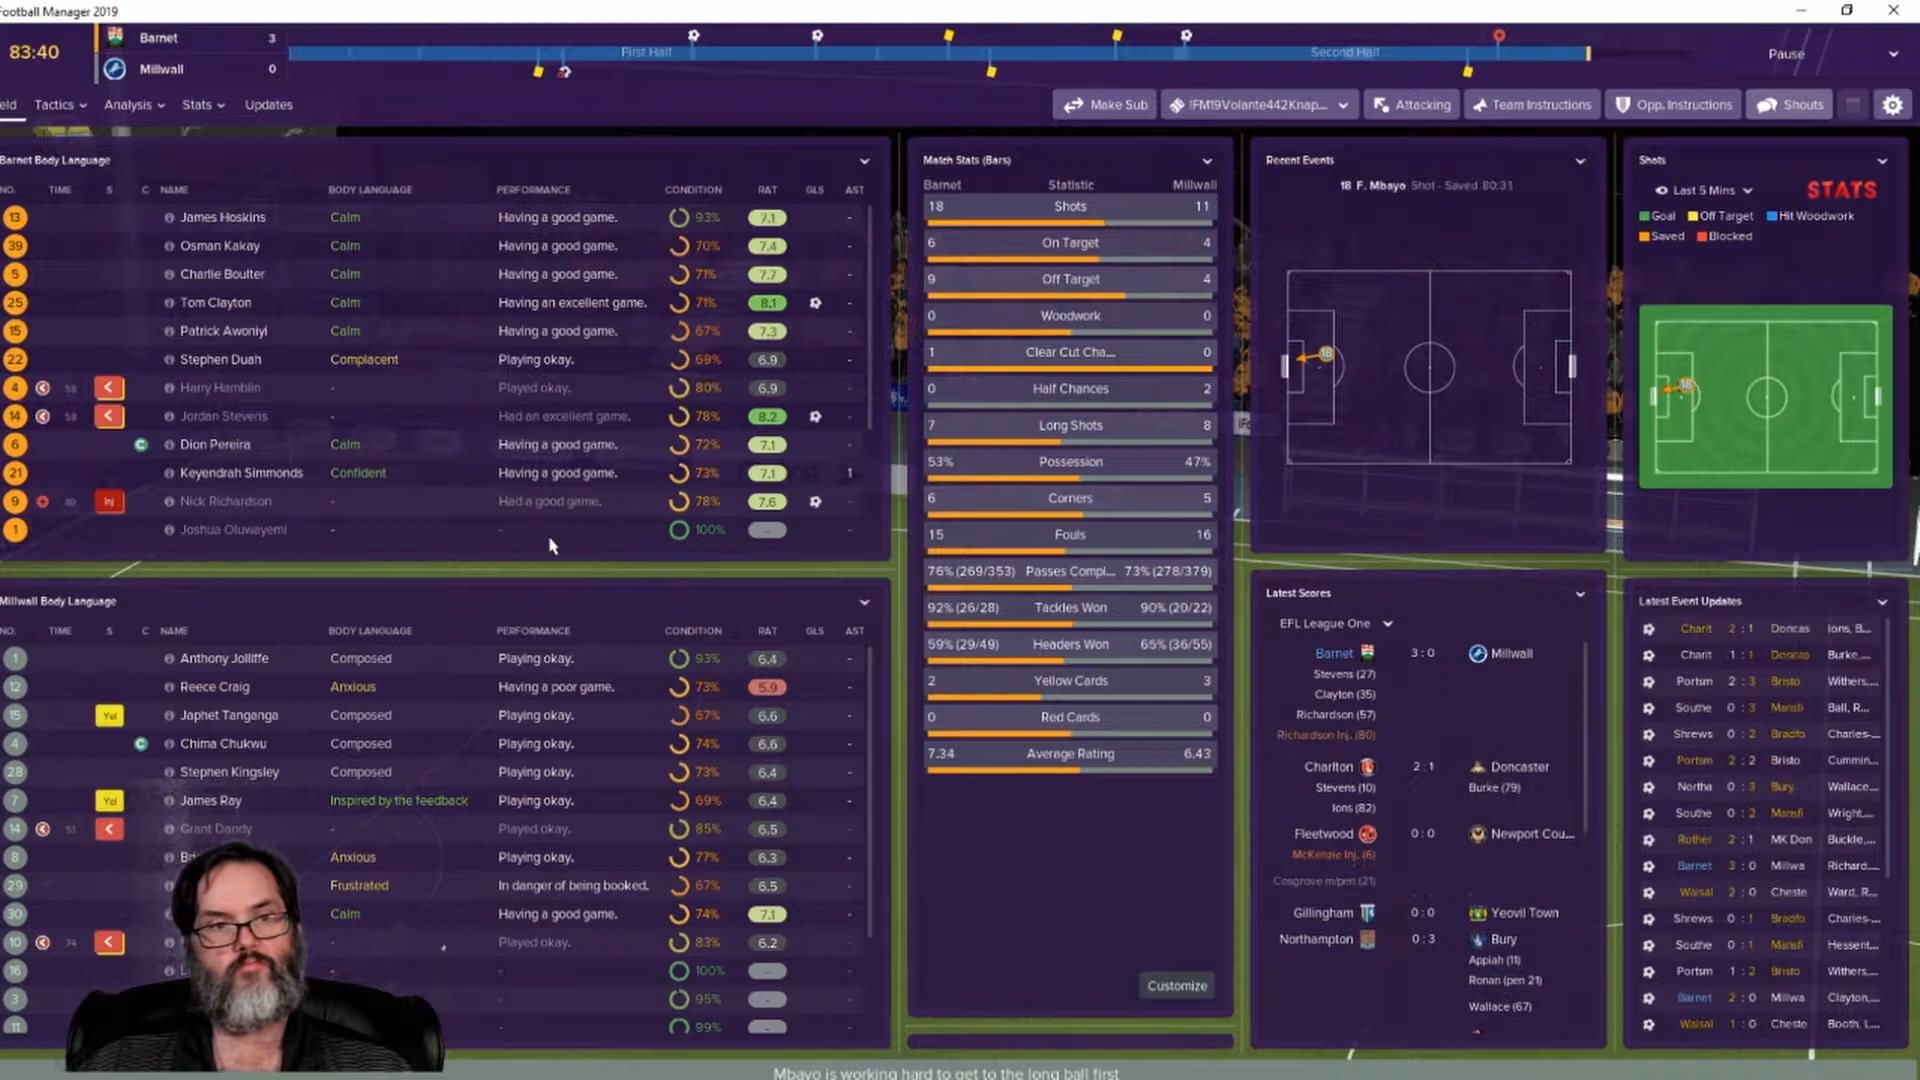 Football Manager 2019
83:40
Barnet 3
Millwall 0
First Half
Second Half
Pause
Tactics
Analysis
Stats
Updates
Make Sub
!FM19Volante442Knap...
Attacking
Team Instructions
Opp. Instructions
Shouts
Barnet Body Language
NO. TIME S C NAME BODY LANGUAGE PERFORMANCE CONDITION RAT GLS AST
13 James Hoskins Calm Having a good game. 93% 7.1 -
39 Osman Kakay Calm Having a good game. 70% 7.4 -
5 Charlie Boulter Calm Having a good game. 71% 7.7 -
25 Tom Clayton Calm Having an excellent game. 71% 8.1 -
15 Patrick Awoniyi Calm Having a good game. 67% 7.3 -
22 Stephen Duah Complacent Playing okay. 69% 6.9 -
4 58 Harry Hamblin - Played okay. 80% 6.9 -
14 58 Jordan Stevens - Had an excellent game. 78% 8.2 -
6 C Dion Pereira Calm Having a good game. 72% 7.1 -
21 Keyendrah Simmonds Confident Having a good game. 73% 7.1 1
9 80 Inj Nick Richardson - Had a good game. 78% 7.6 -
1 Joshua Oluwayemi - - 100% - -
Millwall Body Language
NO. TIME S C NAME BODY LANGUAGE PERFORMANCE CONDITION RAT GLS AST
1 Anthony Jolliffe Composed Playing okay. 93% 6.4 -
12 Reece Craig Anxious Having a poor game. 73% 5.9 -
15 Yel Japhet Tanganga Composed Playing okay. 67% 6.6 -
4 C Chima Chukwu Composed Playing okay. 74% 6.6 -
28 Stephen Kingsley Composed Playing okay. 73% 6.4 -
7 Yel James Ray Inspired by the feedback Playing okay. 69% 6.4 -
14 51 Grant Dandy - Played okay. 85% 6.5 -
8 Anxious Playing okay. 77% 6.3 -
29 Frustrated In danger of being booked. 67% 6.5 -
30 Calm Having a good game. 74% 7.1 -
10 74 Played okay. 83% 6.2 -
16 - 100% - -
3 - 95% - -
11 - 99% - -
Match Stats (Bars)
Barnet Statistic Millwall
18 Shots 11
6 On Target 4
9 Off Target 4
0 Woodwork 0
1 Clear Cut Cha... 0
0 Half Chances 2
7 Long Shots 8
53% Possession 47%
6 Corners 5
15 Fouls 16
76% (269/353) Passes Compl... 73% (278/379)
92% (26/28) Tackles Won 90% (20/22)
59% (29/49) Headers Won 65% (36/55)
2 Yellow Cards 3
0 Red Cards 0
7.34 Average Rating 6.43
Customize
Recent Events
18 F. Mbayo Shot - Saved 80:31
18
Shots
Last 5 Mins
STATS
Goal Off Target Hit Woodwork
Saved Blocked
18
Latest Scores
EFL League One
Barnet 3 : 0 Millwall
Stevens (27)
Clayton (35)
Richardson (57)
Richardson Inj. (80)
Charlton 2 : 1 Doncaster
Stevens (10) Burke (79)
Ions (82)
Fleetwood 0 : 0 Newport Cou...
McKenzie Inj. (6)
Cosgrove m/pen (21)
Gillingham 0 : 0 Yeovil Town
Northampton 0 : 3 Bury
Appiah (11)
Ronan (pen 21)
Wallace (67)
Latest Event Updates
Charlt 2 : 1 Doncas Ions, B...
Charlt 1 : 1 Doncas Burke,...
Portsm 2 : 3 Bristo Withers,...
Southe 0 : 3 Mansfi Ball, R...
Shrews 0 : 2 Bradfo Charles-...
Portsm 2 : 2 Bristo Cummin...
Northa 0 : 3 Bury Wallace...
Southe 0 : 2 Mansfi Wright,...
Rother 2 : 1 MK Don Buckle,...
Barnet 3 : 0 Millwa Richard...
Walsal 2 : 0 Cheste Ward, R...
Shrews 0 : 1 Bradfo Charles-...
Southe 0 : 1 Mansfi Hessent...
Portsm 1 : 2 Bristo Withers,...
Barnet 2 : 0 Millwa Clayton,...
Walsal 1 : 0 Cheste Booth, L...
Mbayo is working hard to get to the long ball first